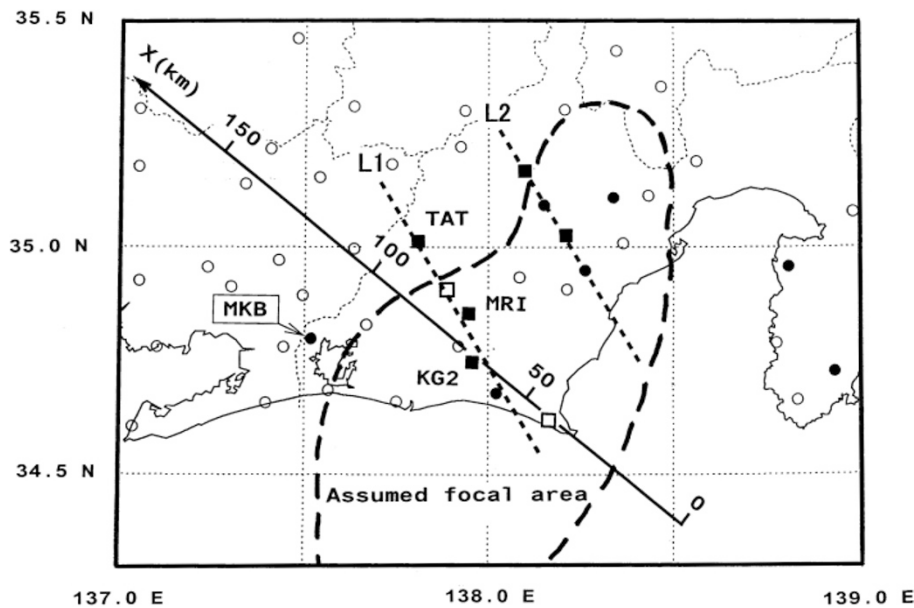 35.5 N
X(km)
150
L2
L1
TAT
35.0 N
100
MRI
MKB
KG2
50
34.5 N
Assumed focal area
0
137.0 E
138.0 E
139.0 E